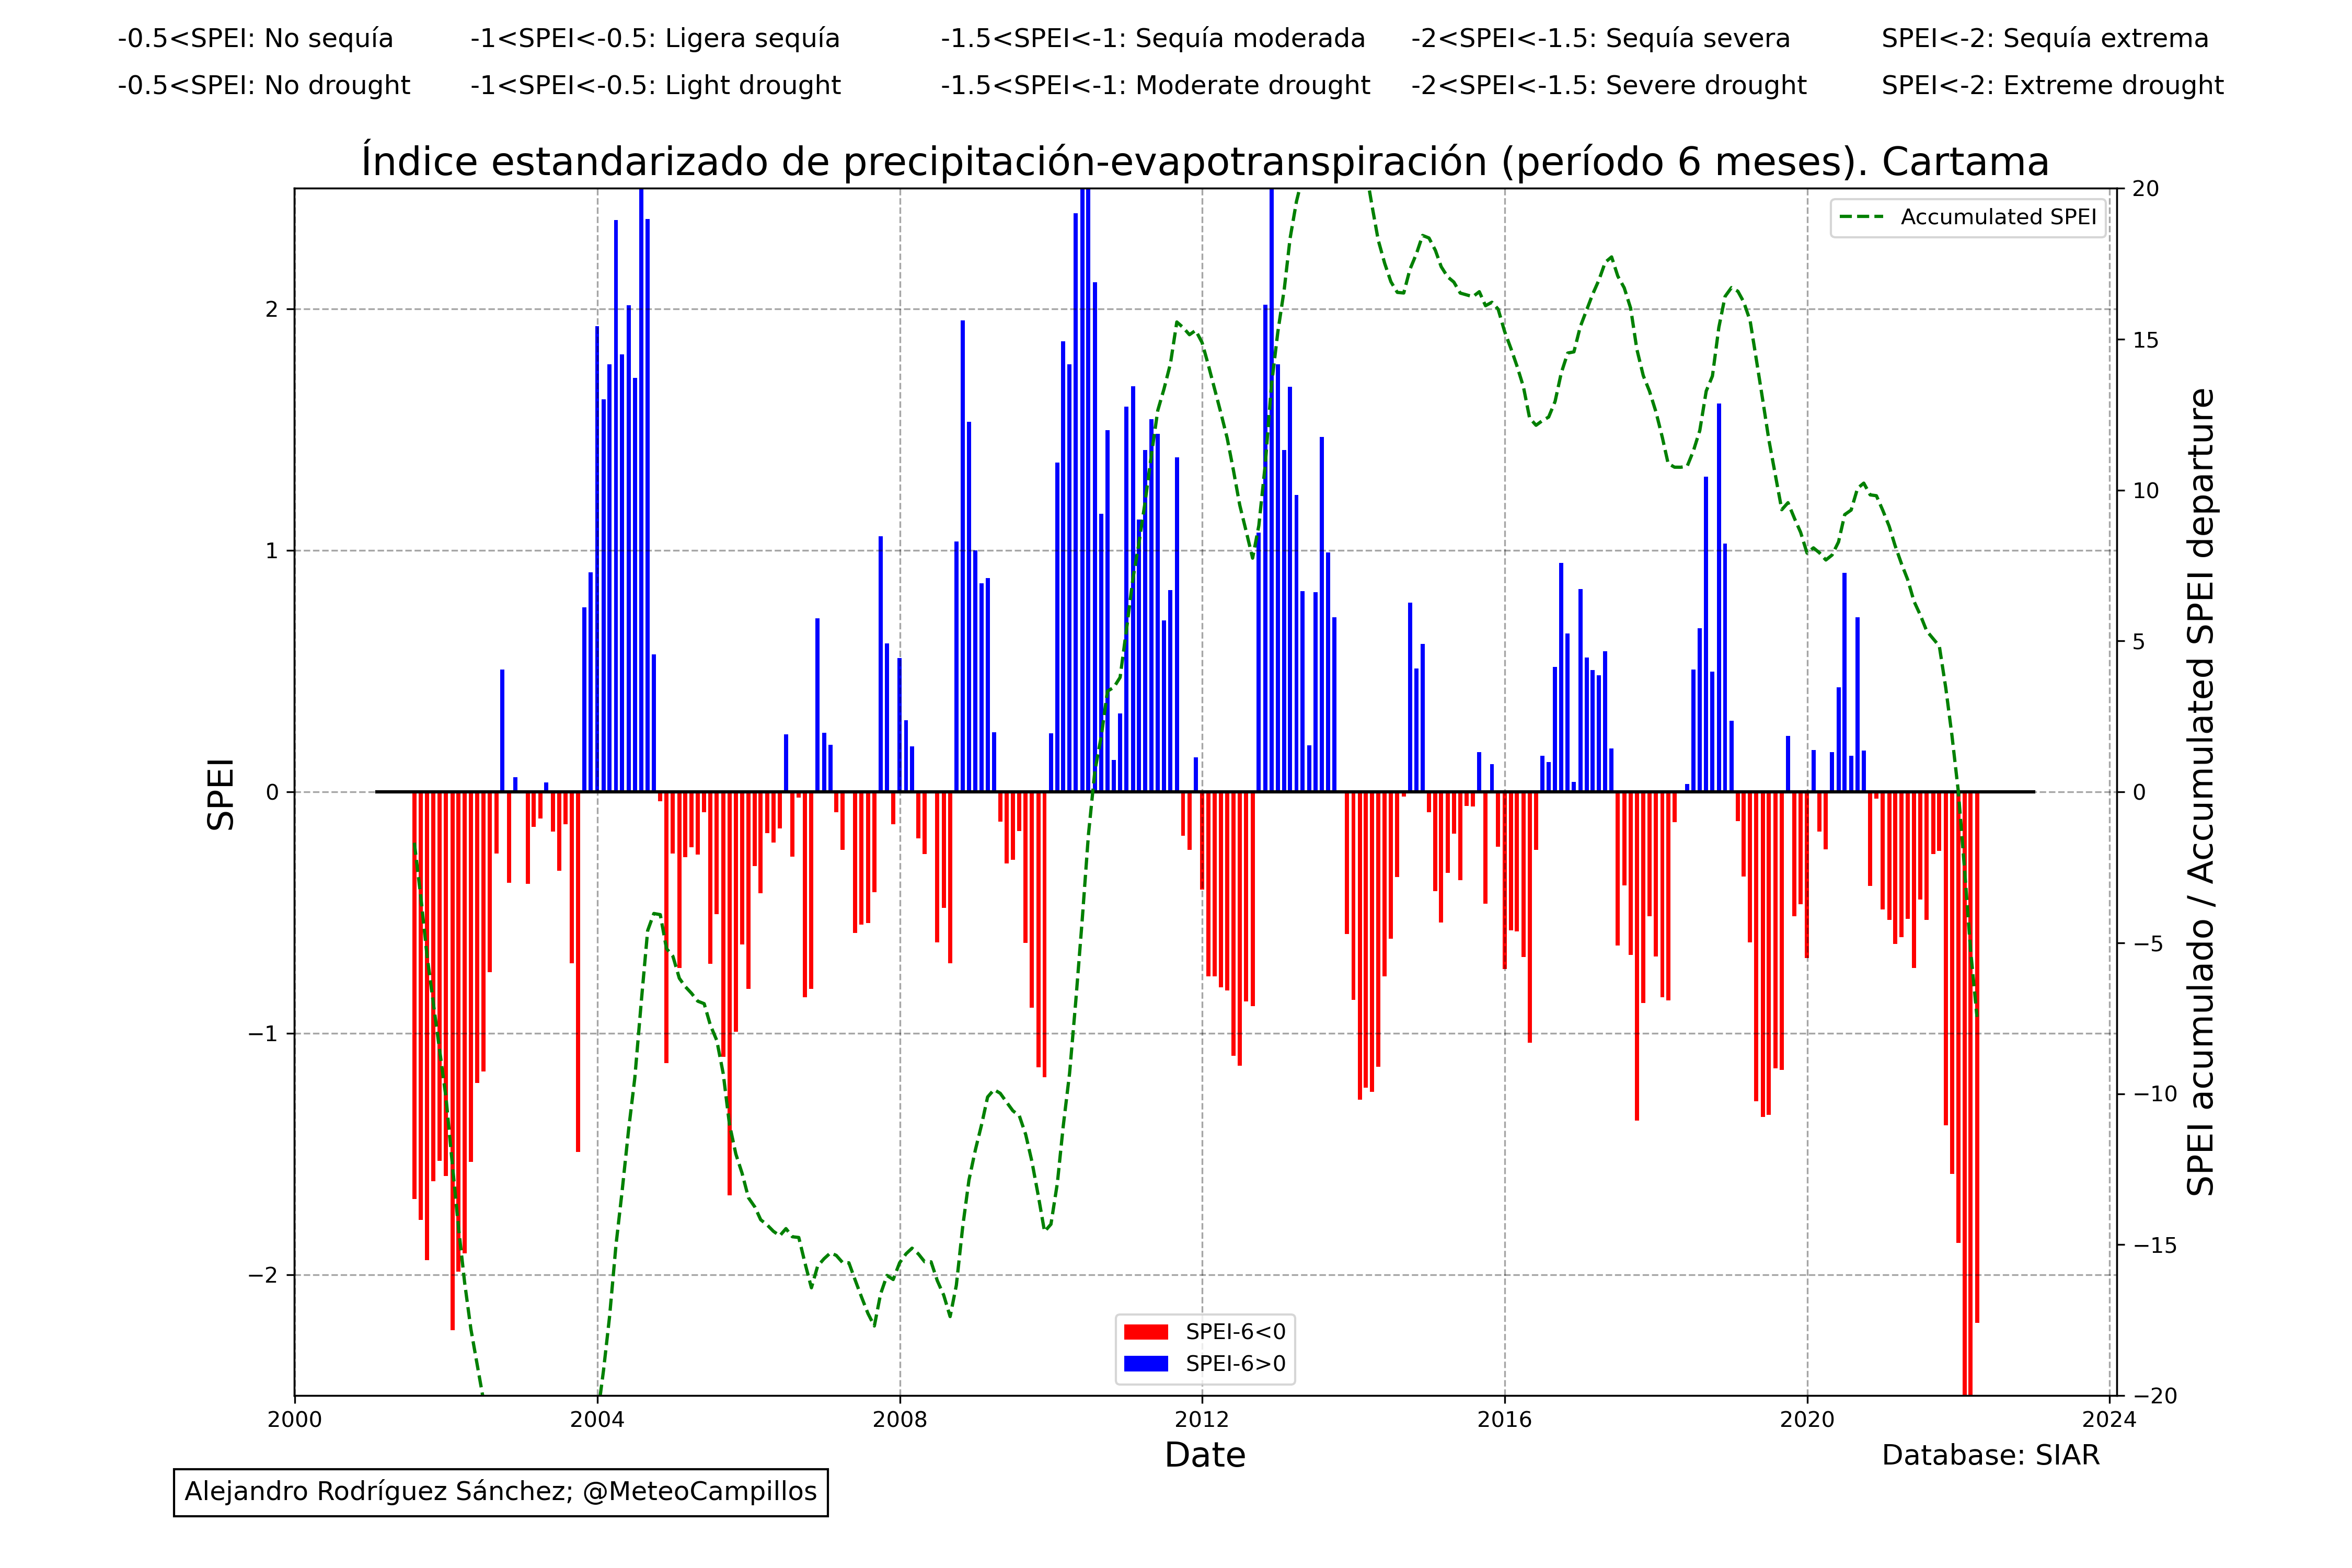 -0.5<SPEI: No sequía -1<SPEI<-0.5: Ligera sequía -1.5<SPEI<-1: Sequía moderada -2<SPEI<-1.5: Sequía severa SPEI<-2: Sequía extrema
-0.5<SPEI: No drought -1<SPEI<-0.5: Light drought -1.5<SPEI<-1: Moderate drought -2<SPEI<-1.5: Severe drought SPEI<-2: Extreme drought
Índice estandarizado de precipitación-evapotranspiración (período 6 meses). Cartama
Accumulated SPEI
SPEI
2
1
0
−1
−2
20
15
10
5
0
−5
−10
−15
−20
SPEI acumulado / Accumulated SPEI departure
SPEI-6<0
SPEI-6>0
2000 2004 2008 2012 2016 2020 2024
Date
Database: SIAR
Alejandro Rodríguez Sánchez; @MeteoCampillos